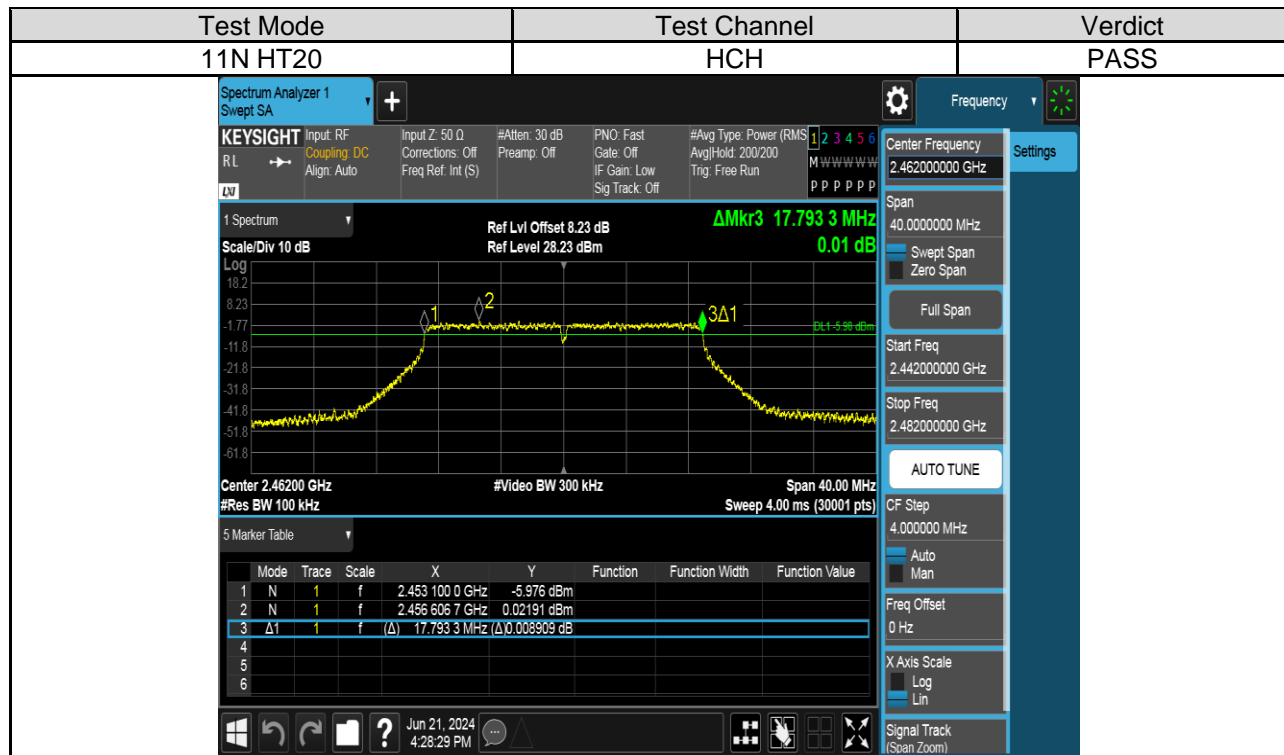 Test Mode Test Channel Verdict
11N HT20 HCH PASS
Spectrum Analyzer 1
Swept SA
+
Frequency
KEYSIGHT Input: RF Input Z: 50 Ω #Atten: 30 dB PNO: Fast #Avg Type: Power (RMS 1 2 3 4 5 6
RL Coupling: DC Corrections: Off Preamp: Off Gate: Off Avg|Hold: 200/200 M W W W W W
Align: Auto Freq Ref: Int (S) IF Gain: Low Trig: Free Run
LXI Sig Track: Off P P P P P P
Center Frequency
2.462000000 GHz
Settings
Span
40.0000000 MHz
Swept Span
Zero Span
Full Span
Start Freq
2.442000000 GHz
Stop Freq
2.482000000 GHz
AUTO TUNE
CF Step
4.000000 MHz
Auto
Man
Freq Offset
0 Hz
X Axis Scale
Log
Lin
Signal Track
(Span Zoom)
1 Spectrum Ref Lvl Offset 8.23 dB ΔMkr3 17.793 3 MHz
Scale/Div 10 dB Ref Level 28.23 dBm 0.01 dB
Log
18.2
8.23
-1.77
-11.8
-21.8
-31.8
-41.8
-51.8
-61.8
1
2
3Δ1
DL1 -5.98 dBm
Center 2.46200 GHz #Video BW 300 kHz Span 40.00 MHz
#Res BW 100 kHz Sweep 4.00 ms (30001 pts)
5 Marker Table
Mode Trace Scale X Y Function Function Width Function Value
1 N 1 f 2.453 100 0 GHz -5.976 dBm
2 N 1 f 2.456 606 7 GHz 0.02191 dBm
3 Δ1 1 f (Δ) 17.793 3 MHz (Δ) 0.008909 dB
4
5
6
? Jun 21, 2024
4:28:29 PM